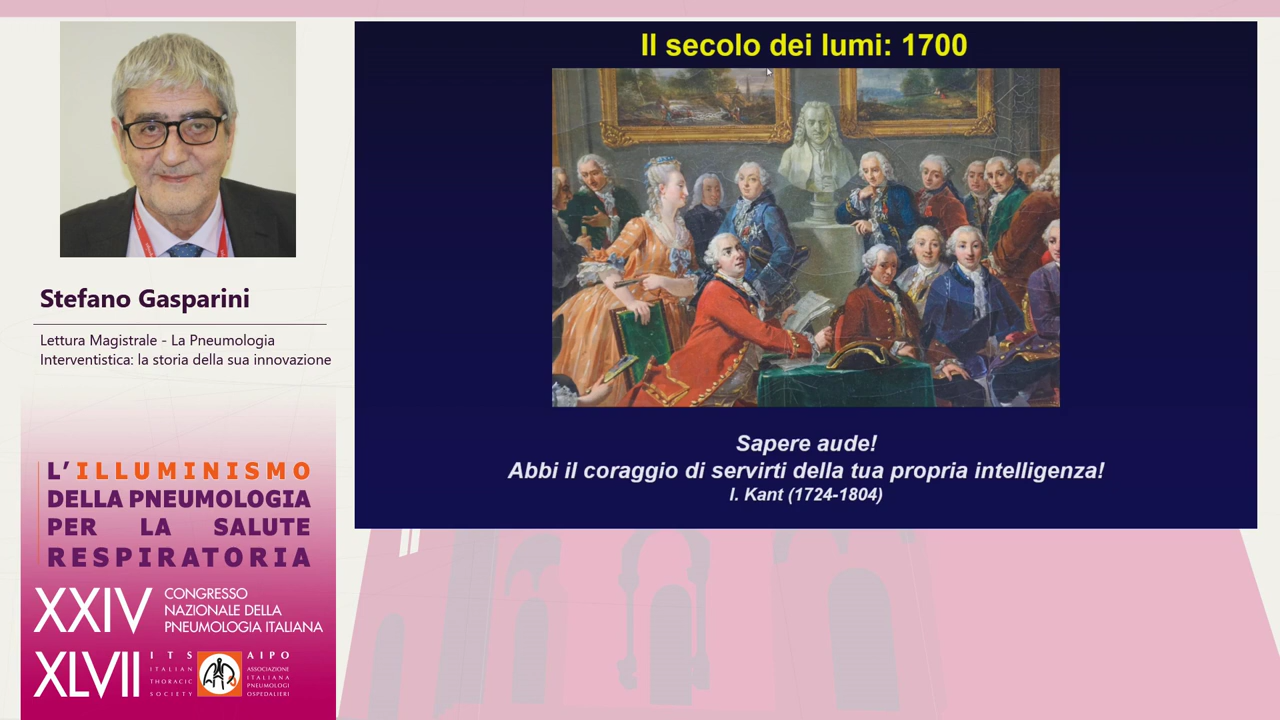 Stefano Gasparini
Lettura Magistrale - La Pneumologia
Interventistica: la storia della sua innovazione
L’ILLUMINISMO
DELLA PNEUMOLOGIA
PER LA SALUTE
RESPIRATORIA
XXIV
CONGRESSO
NAZIONALE DELLA
PNEUMOLOGIA ITALIANA
XLVII
ITS
ITALIAN
THORACIC
SOCIETY
AIPO
ASSOCIAZIONE
ITALIANA
PNEUMOLOGI
OSPEDALIERI
Il secolo dei lumi: 1700
Sapere aude!
Abbi il coraggio di servirti della tua propria intelligenza!
I. Kant (1724-1804)